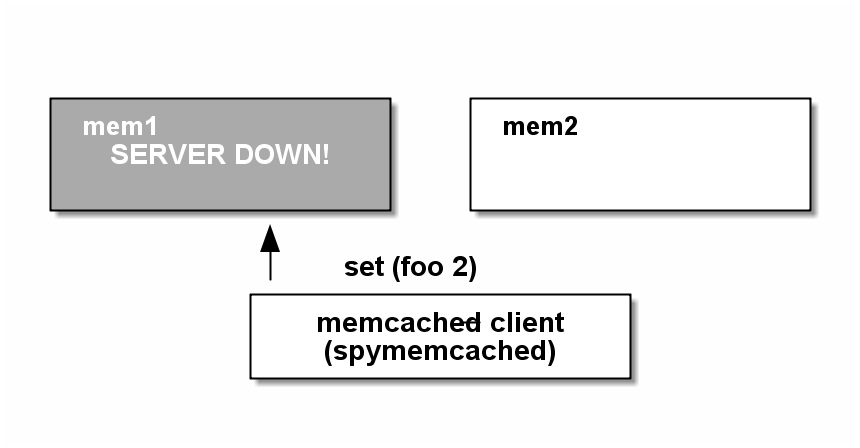 mem1
SERVER DOWN!
mem2
set (foo 2)
memcached client
(spymemcached)